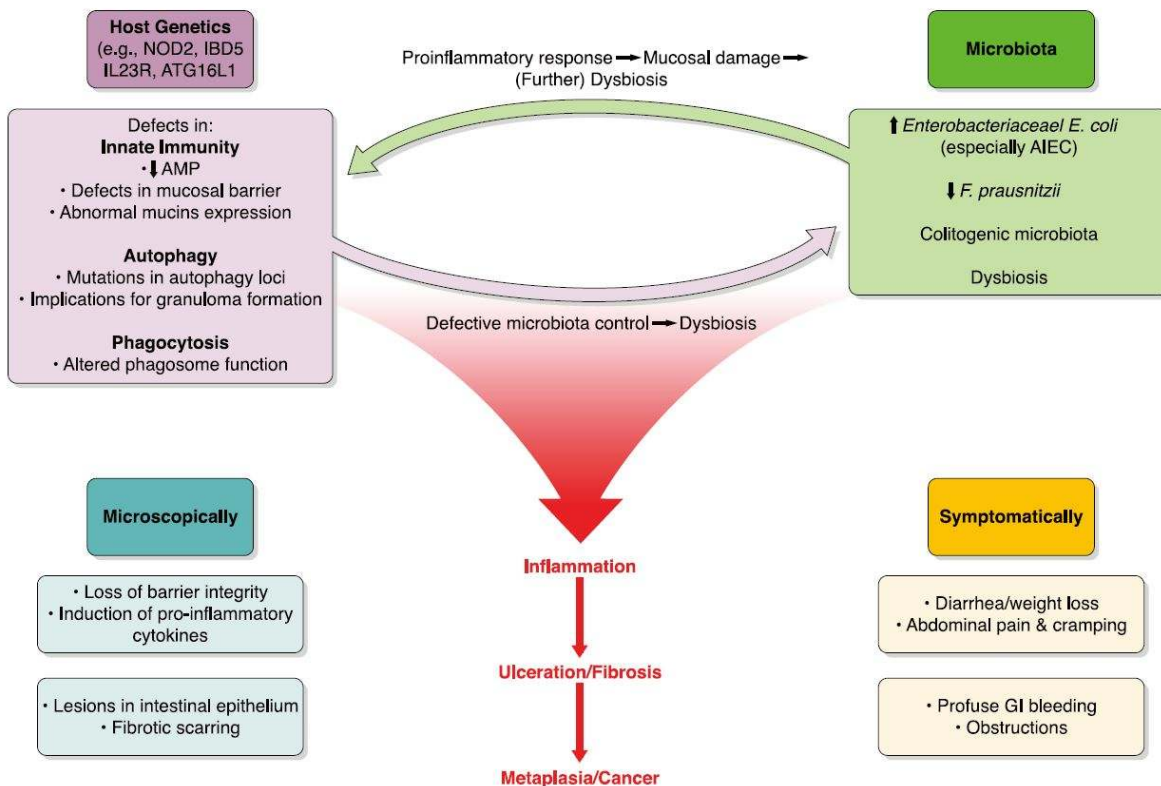 Host Genetics
(e.g., NOD2, IBD5
IL23R, ATG16L1
Proinflammatory response → Mucosal damage →
(Further) Dysbiosis
Microbiota
Defects in:
Innate Immunity
• ↓ AMP
• Defects in mucosal barrier
• Abnormal mucins expression
Autophagy
• Mutations in autophagy loci
• Implications for granuloma formation
Phagocytosis
• Altered phagosome function
↑ Enterobacteriaeael E. coli
(especially AIEC)
↓ F. prausnitzii
Colitogenic microbiota
Dysbiosis
Defective microbiota control → Dysbiosis
Microscopically
• Loss of barrier integrity
• Induction of pro-inflammatory
cytokines
• Lesions in intestinal epithelium
• Fibrotic scarring
Inflammation
Ulceration/Fibrosis
Metaplasia/Cancer
Symptomatically
• Diarrhea/weight loss
• Abdominal pain & cramping
• Profuse GI bleeding
• Obstructions